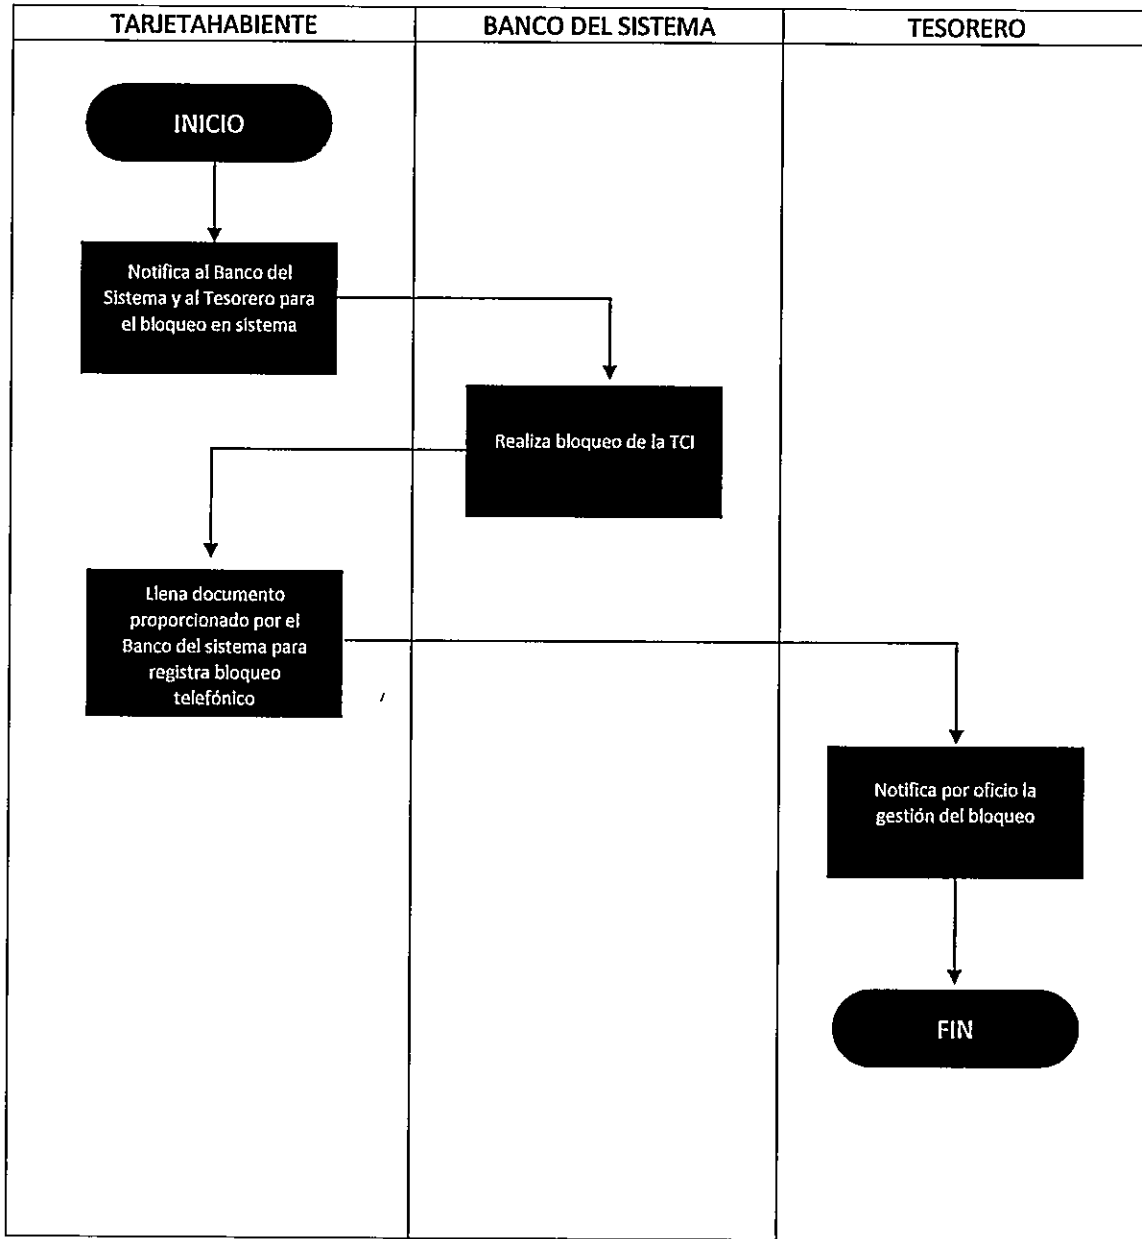 TARJETAHABIENTE
BANCO DEL SISTEMA
TESORERO
INICIO
Notifica al Banco del
Sistema y al Tesorero para
el bloqueo en sistema
Realiza bloqueo de la TCI
Llena documento
proporcionado por el
Banco del sistema para
registra bloqueo
telefónico
Notifica por oficio la
gestión del bloqueo
FIN